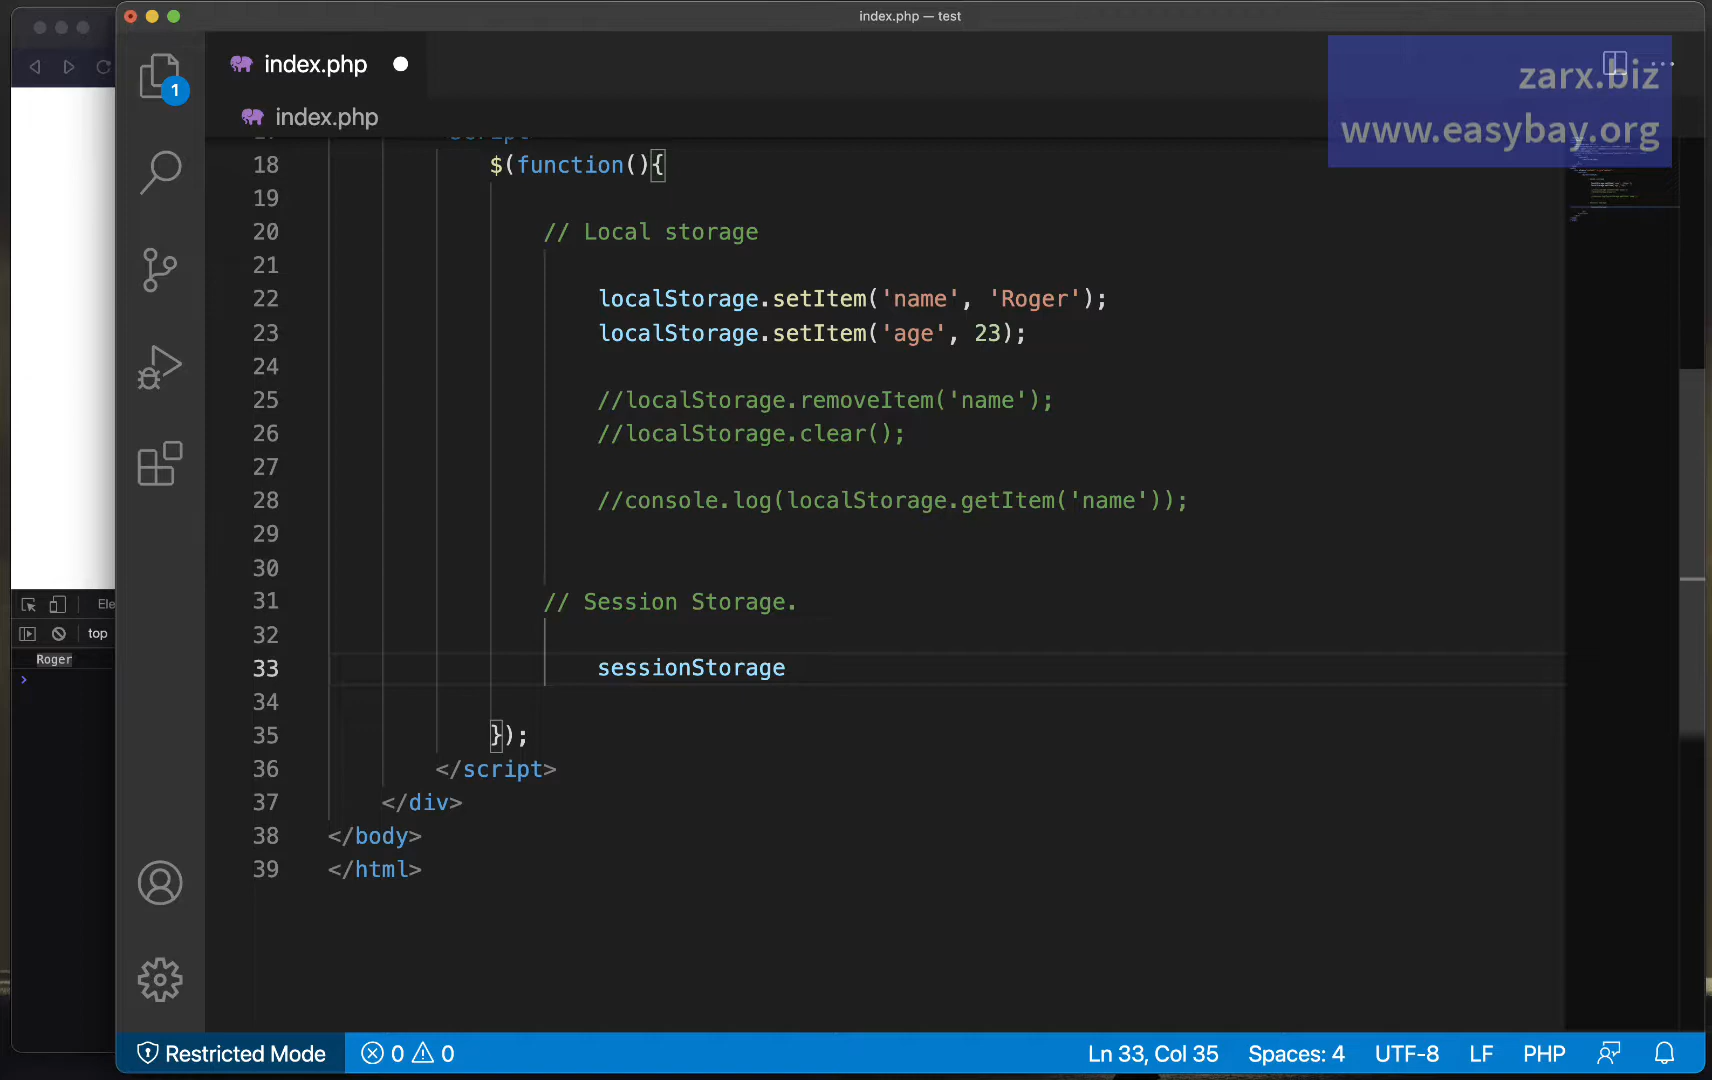 index.php — test
index.php
zarx.biz
www.easybay.org
1
index.php
18 $(function(){
19
20 // Local storage
21
22 localStorage.setItem('name', 'Roger');
23 localStorage.setItem('age', 23);
24
25 //localStorage.removeItem('name');
26 //localStorage.clear();
27
28 //console.log(localStorage.getItem('name'));
29
30
31 // Session Storage.
32
33 sessionStorage
34
35 });
36 </script>
37 </div>
38 </body>
39 </html>
Ele
top
Roger
Restricted Mode
0 0
Ln 33, Col 35
Spaces: 4
UTF-8
LF
PHP